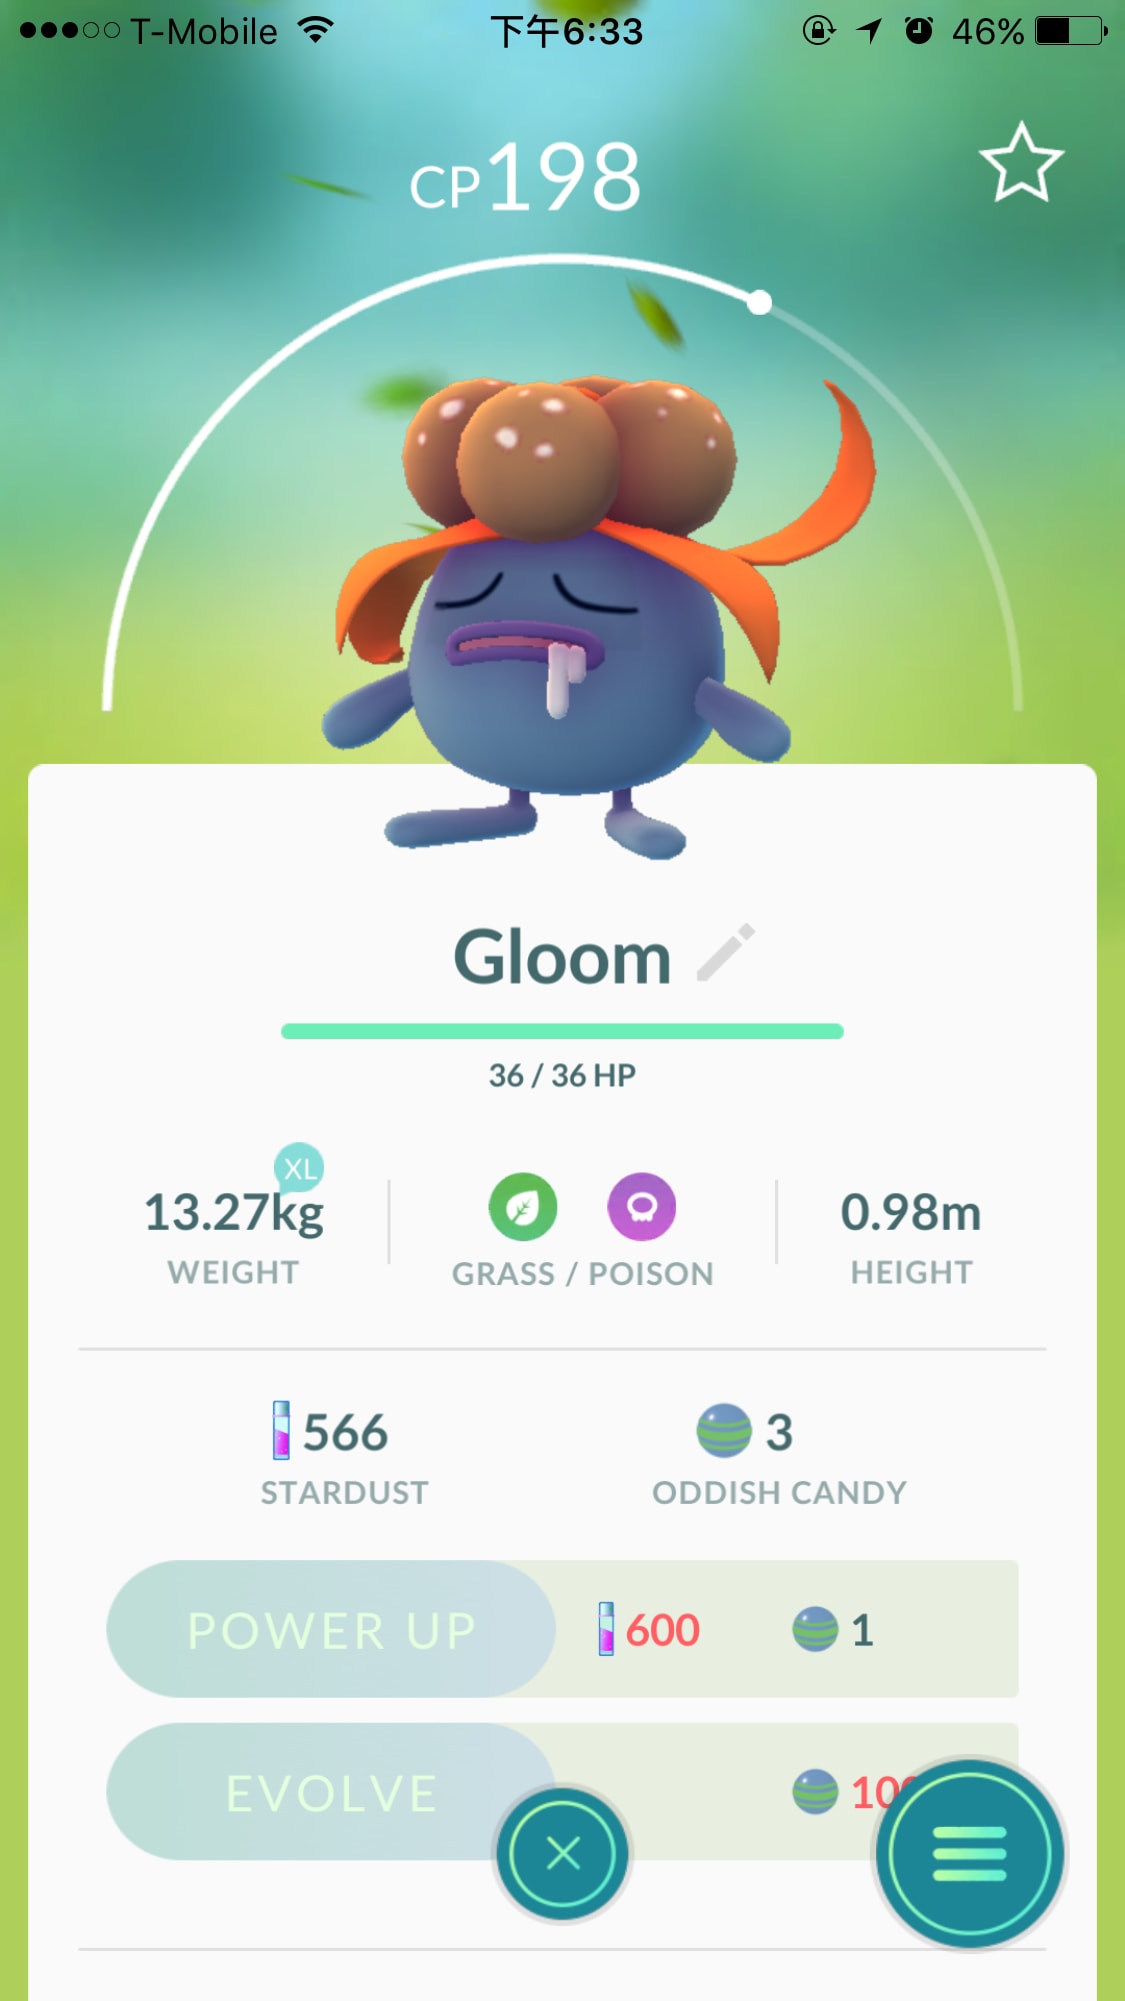 T-Mobile 下午6:33 46%
CP198
Gloom
36 / 36 HP
XL
13.27kg 0.98m
WEIGHT GRASS / POISON HEIGHT
566 3
STARDUST ODDISH CANDY
POWER UP 600 1
EVOLVE